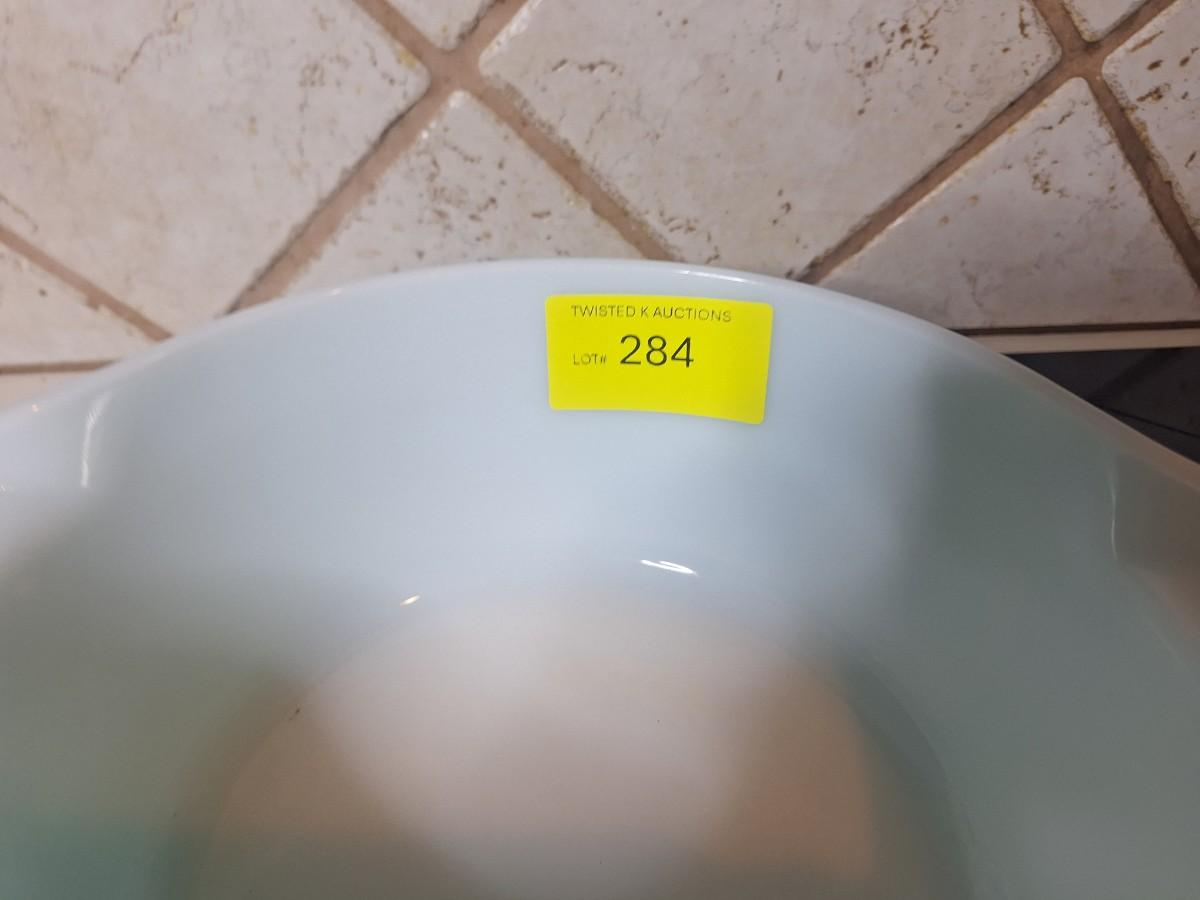 TWISTED K AUCTIONS
LOT# 284